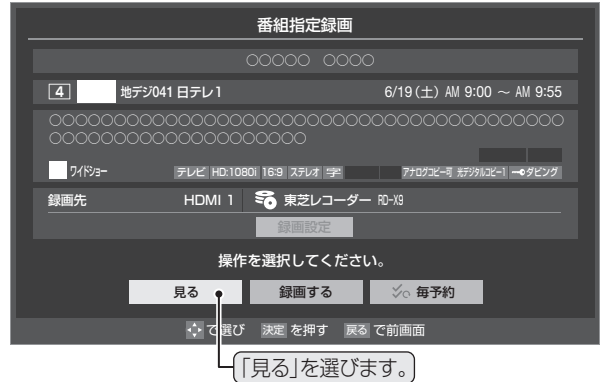 番組指定録画
○○○○○ ○○○○
4 地デジ041 日テレ1 6/19(土) AM 9:00 ~ AM 9:55
○○○○○○○○○○○○○○○○○○○○○○○○○○○○○○○○○○○○○○○○
○○○○○○○○○○○○○○○○○○○○
ワイドショー テレビ HD:1080i 16:9 ステレオ 字 アナログコピー可 光デジタルコピー1 ダビング
録画先 HDMI 1 東芝レコーダー RD-X9
録画設定
操作を選択してください。
見る 録画する 毎予約
で選び 決定 を押す 戻る で前画面
「見る」を選びます。